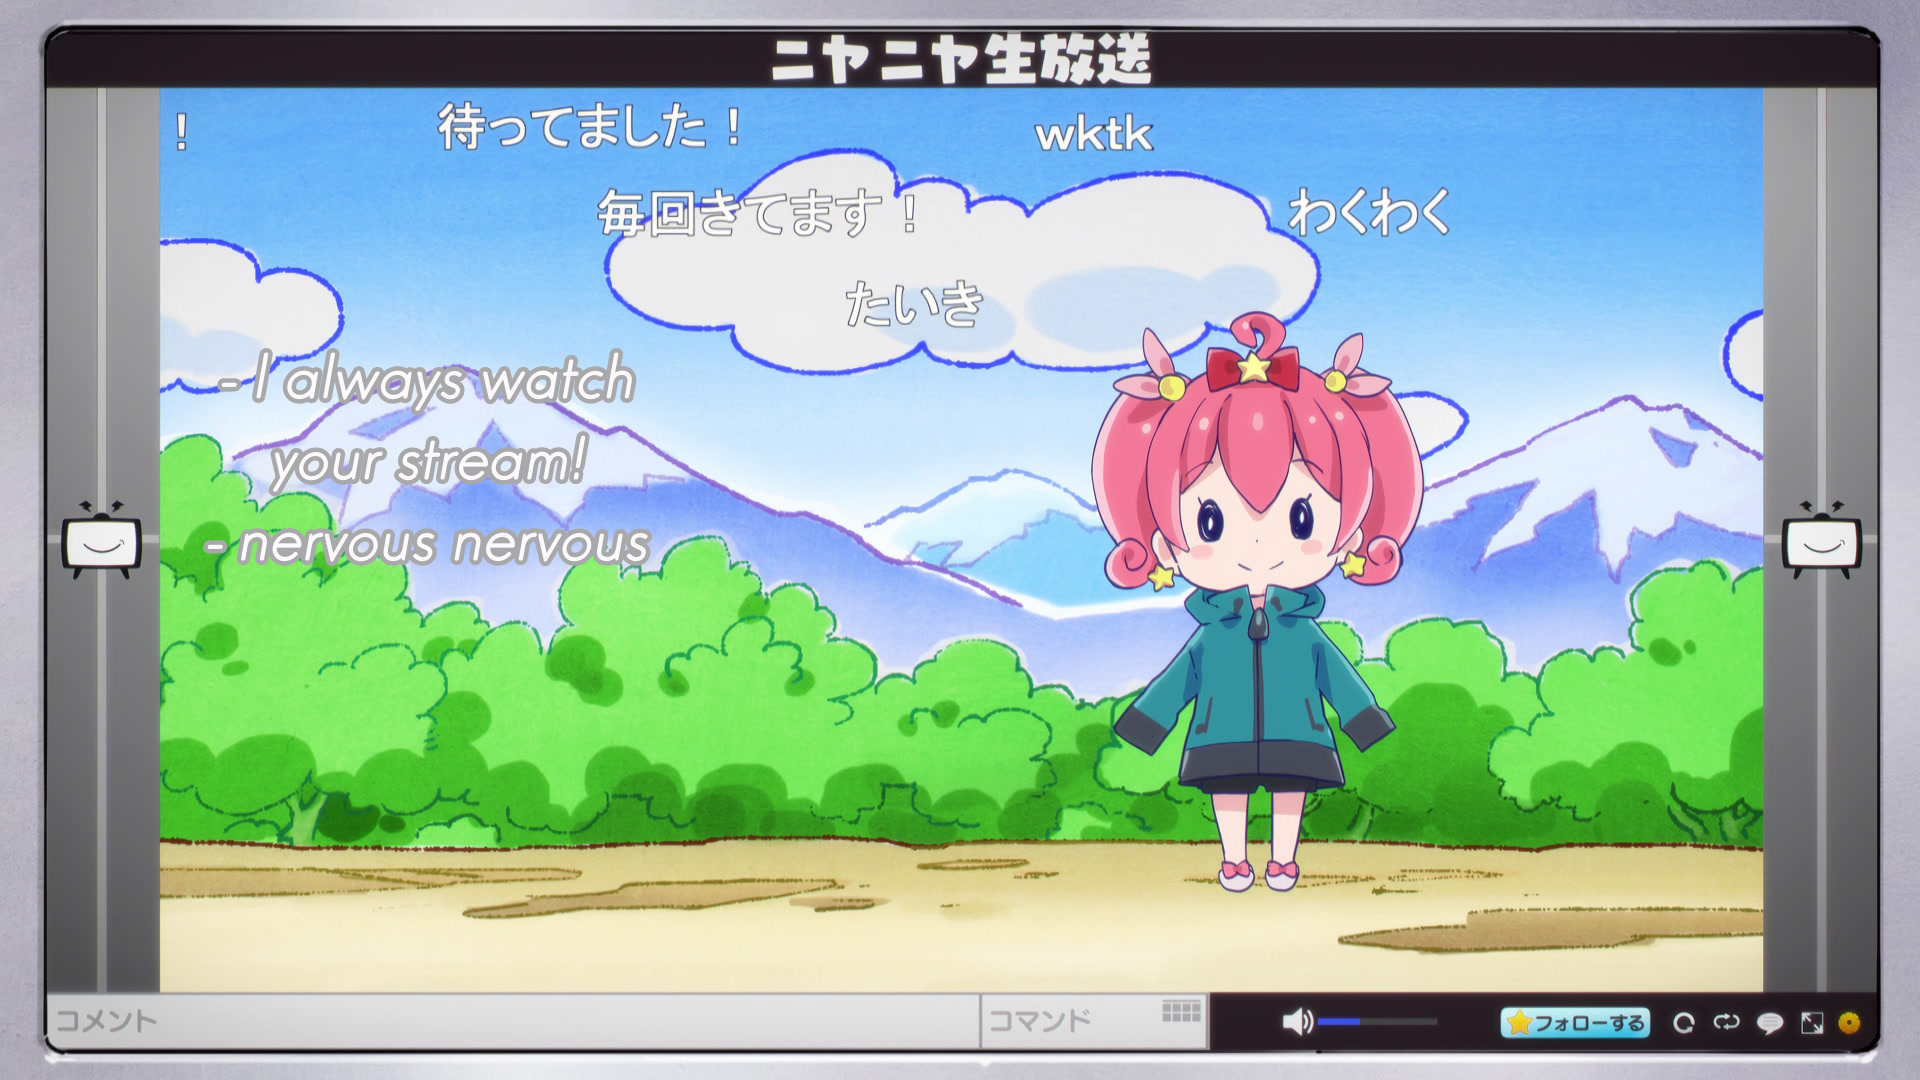 ニヤニヤ生放送
！
待ってました！
wktk
毎回きてます！
わくわく
たいき
- I always watch
your stream!
- nervous nervous
コメント
コマンド
フォローする